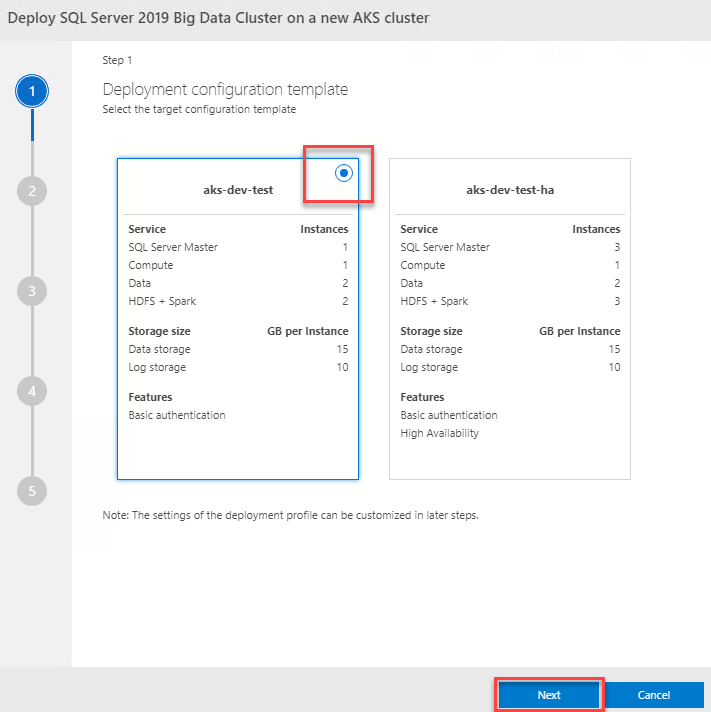 Deploy SQL Server 2019 Big Data Cluster on a new AKS cluster
1
2
3
4
5
Step 1
Deployment configuration template
Select the target configuration template
aks-dev-test
Service Instances
SQL Server Master 1
Compute 1
Data 2
HDFS + Spark 2
Storage size GB per Instance
Data storage 15
Log storage 10
Features
Basic authentication
aks-dev-test-ha
Service Instances
SQL Server Master 3
Compute 1
Data 2
HDFS + Spark 3
Storage size GB per Instance
Data storage 15
Log storage 10
Features
Basic authentication
High Availability
Note: The settings of the deployment profile can be customized in later steps.
Next
Cancel